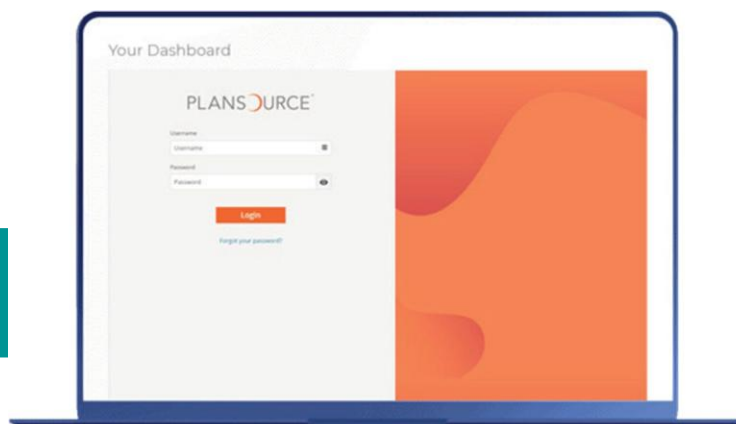 Your Dashboard
PLANSOURCE
Username
Username
Password
Password
Login
Forgot your password?